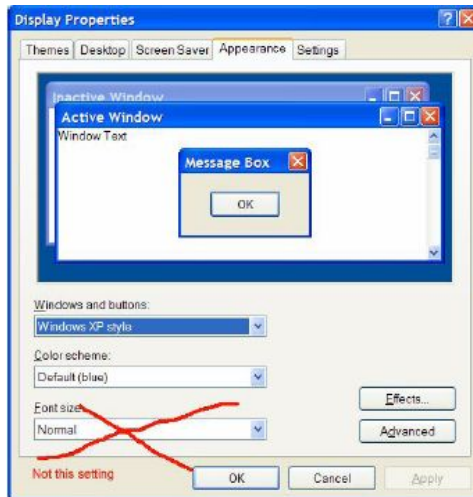 Display Properties
Themes Desktop Screen Saver Appearance Settings
Inactive Window
Active Window
Window Text
Message Box
OK
Windows and buttons:
Windows XP style
Color scheme:
Default (blue)
Font size:
Normal
Effects...
Advanced
Not this setting
OK Cancel Apply